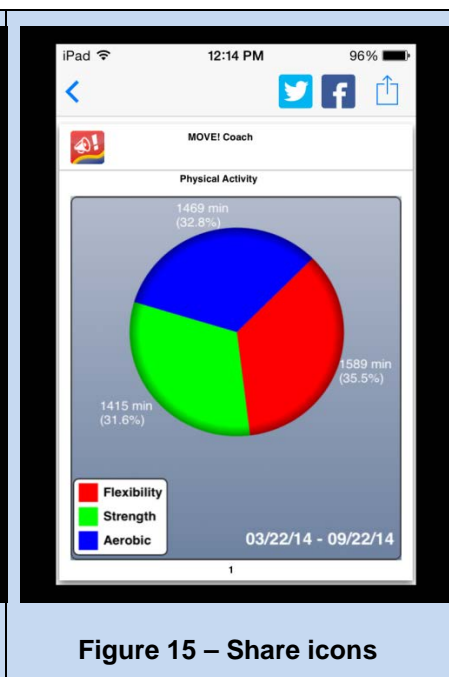 iPad 12:14 PM 96%
MOVE! Coach
Physical Activity
1469 min
(32.8%)
1589 min
(35.5%)
1415 min
(31.6%)
Flexibility
Strength
Aerobic
03/22/14 - 09/22/14
1
Figure 15 – Share icons